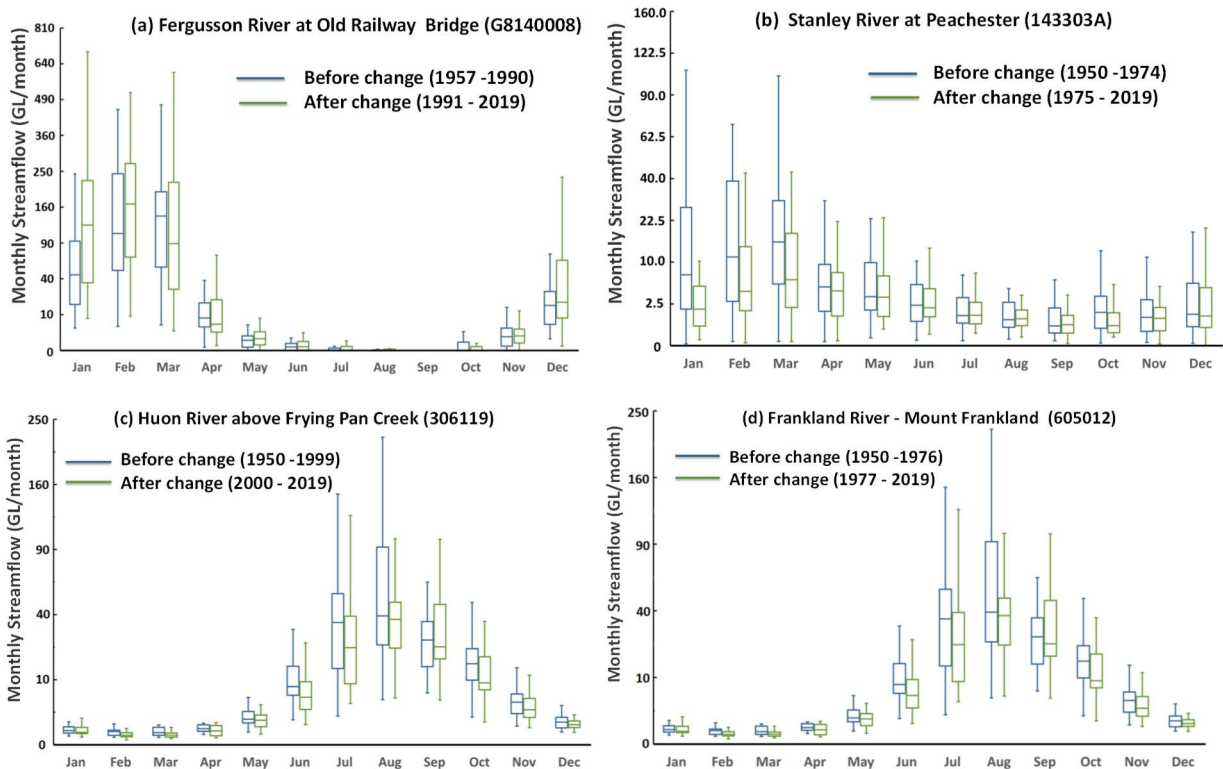 (a) Fergusson River at Old Railway Bridge (G8140008)
Monthly Streamflow (GL/month)
810
640
490
360
250
160
90
40
10
0
Before change (1957 -1990)
After change (1991 - 2019)
Jan Feb Mar Apr May Jun Jul Aug Sep Oct Nov Dec
(b) Stanley River at Peachester (143303A)
Monthly Streamflow (GL/month)
160.0
122.5
90.0
62.5
40.0
22.5
10.0
2.5
0
Before change (1950 -1974)
After change (1975 - 2019)
Jan Feb Mar Apr May Jun Jul Aug Sep Oct Nov Dec
(c) Huon River above Frying Pan Creek (306119)
Monthly Streamflow (GL/month)
250
160
90
40
10
0
Before change (1950 -1999)
After change (2000 - 2019)
Jan Feb Mar Apr May Jun Jul Aug Sep Oct Nov Dec
(d) Frankland River - Mount Frankland (605012)
Monthly Streamflow (GL/month)
250
160
90
40
10
0
Before change (1950 -1976)
After change (1977 - 2019)
Jan Feb Mar Apr May Jun Jul Aug Sep Oct Nov Dec